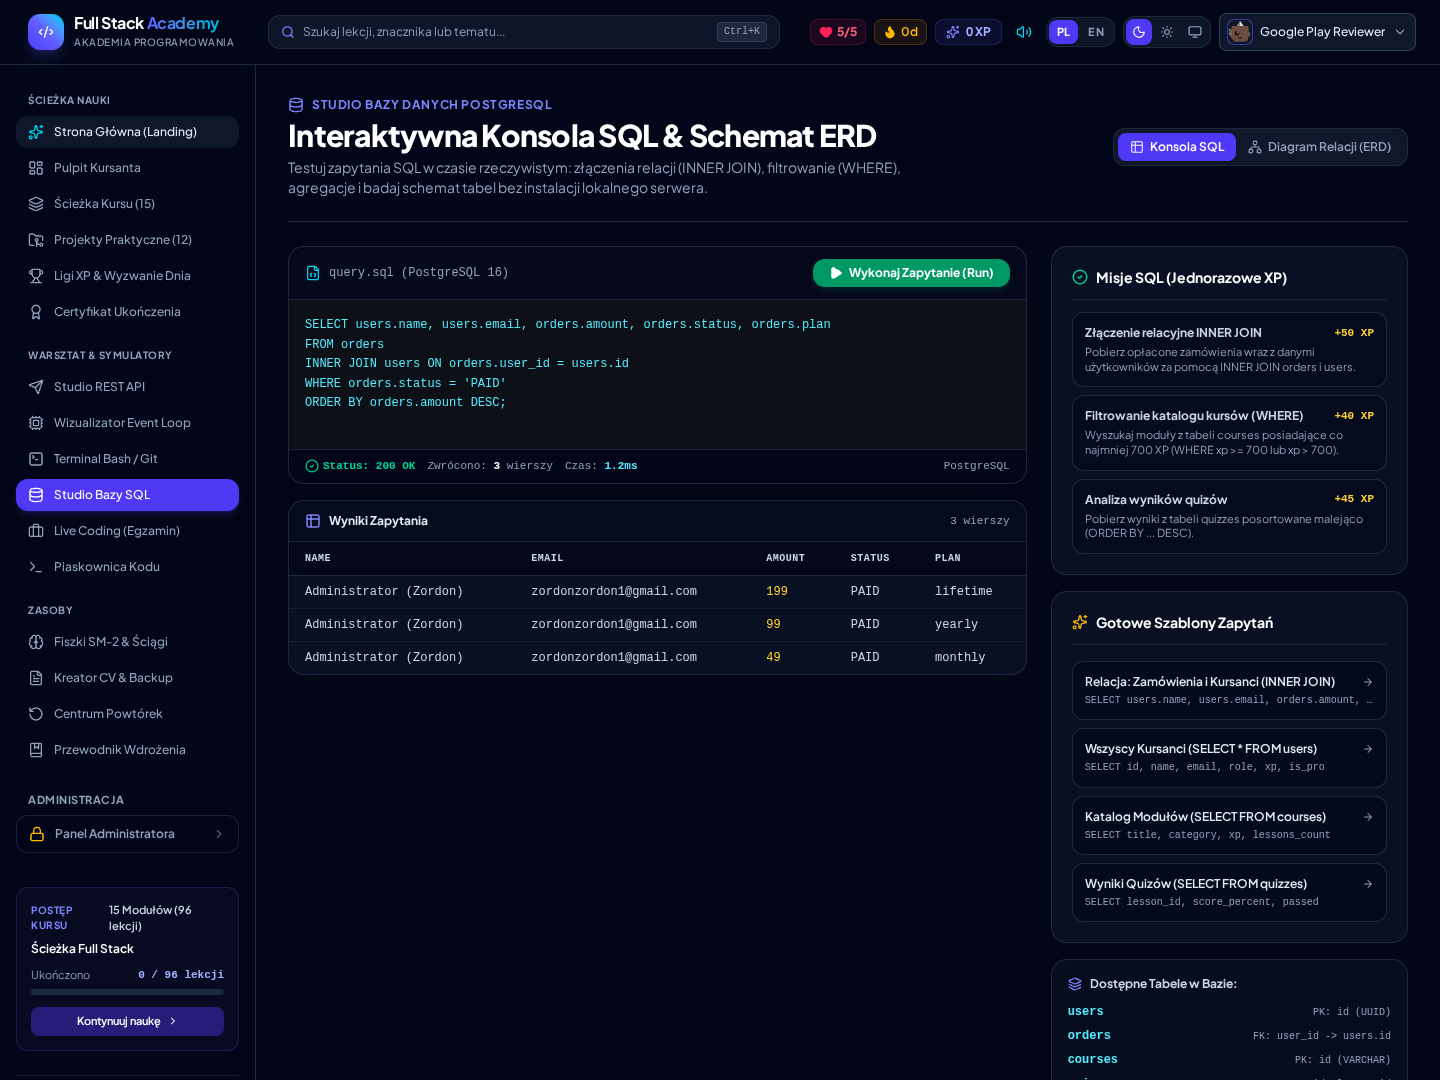 Full Stack Academy
AKADEMIA PROGRAMOWANIA
Szukaj lekcji, znacznika lub tematu...
Ctrl+K
5/5
0d
0 XP
PL
EN
Google Play Reviewer
ŚCIEŻKA NAUKI
Strona Główna (Landing)
Pulpit Kursanta
Ścieżka Kursu (15)
Projekty Praktyczne (12)
Ligi XP & Wyzwanie Dnia
Certyfikat Ukończenia
WARSZTAT & SYMULATORY
Studio REST API
Wizualizator Event Loop
Terminal Bash / Git
Studio Bazy SQL
Live Coding (Egzamin)
Piaskownica Kodu
ZASOBY
Fiszki SM-2 & Ściągi
Kreator CV & Backup
Centrum Powtórek
Przewodnik Wdrożenia
ADMINISTRACJA
Panel Administratora
POSTĘP KURSU
15 Modułów (96 lekcji)
Ścieżka Full Stack
Ukończono
0 / 96 lekcji
Kontynuuj naukę
STUDIO BAZY DANYCH POSTGRESQL
Interaktywna Konsola SQL & Schemat ERD
Testuj zapytania SQL w czasie rzeczywistym: złączenia relacji (INNER JOIN), filtrowanie (WHERE),
agregacje i badaj schemat tabel bez instalacji lokalnego serwera.
Konsola SQL
Diagram Relacji (ERD)
query.sql (PostgreSQL 16)
Wykonaj Zapytanie (Run)
SELECT users.name, users.email, orders.amount, orders.status, orders.plan
FROM orders
INNER JOIN users ON orders.user_id = users.id
WHERE orders.status = 'PAID'
ORDER BY orders.amount DESC;
Status: 200 OK
Zwrócono: 3 wierszy
Czas: 1.2ms
PostgreSQL
Wyniki Zapytania
3 wierszy
NAME EMAIL AMOUNT STATUS PLAN
Administrator (Zordon) zordonzordon1@gmail.com 199 PAID lifetime
Administrator (Zordon) zordonzordon1@gmail.com 99 PAID yearly
Administrator (Zordon) zordonzordon1@gmail.com 49 PAID monthly
Misje SQL (Jednorazowe XP)
Złączenie relacyjne INNER JOIN
+50 XP
Pobierz opłacone zamówienia wraz z danymi
użytkowników za pomocą INNER JOIN orders i users.
Filtrowanie katalogu kursów (WHERE)
+40 XP
Wyszukaj moduły z tabeli courses posiadające co
najmniej 700 XP (WHERE xp >= 700 lub xp > 700).
Analiza wyników quizów
+45 XP
Pobierz wyniki z tabeli quizzes posortowane malejąco
(ORDER BY ... DESC).
Gotowe Szablony Zapytań
Relacja: Zamówienia i Kursanci (INNER JOIN)
SELECT users.name, users.email, orders.amount, …
Wszyscy Kursanci (SELECT * FROM users)
SELECT id, name, email, role, xp, is_pro
Katalog Modułów (SELECT FROM courses)
SELECT title, category, xp, lessons_count
Wyniki Quizów (SELECT FROM quizzes)
SELECT lesson_id, score_percent, passed
Dostępne Tabele w Bazie:
users
PK: id (UUID)
orders
FK: user_id -> users.id
courses
PK: id (VARCHAR)